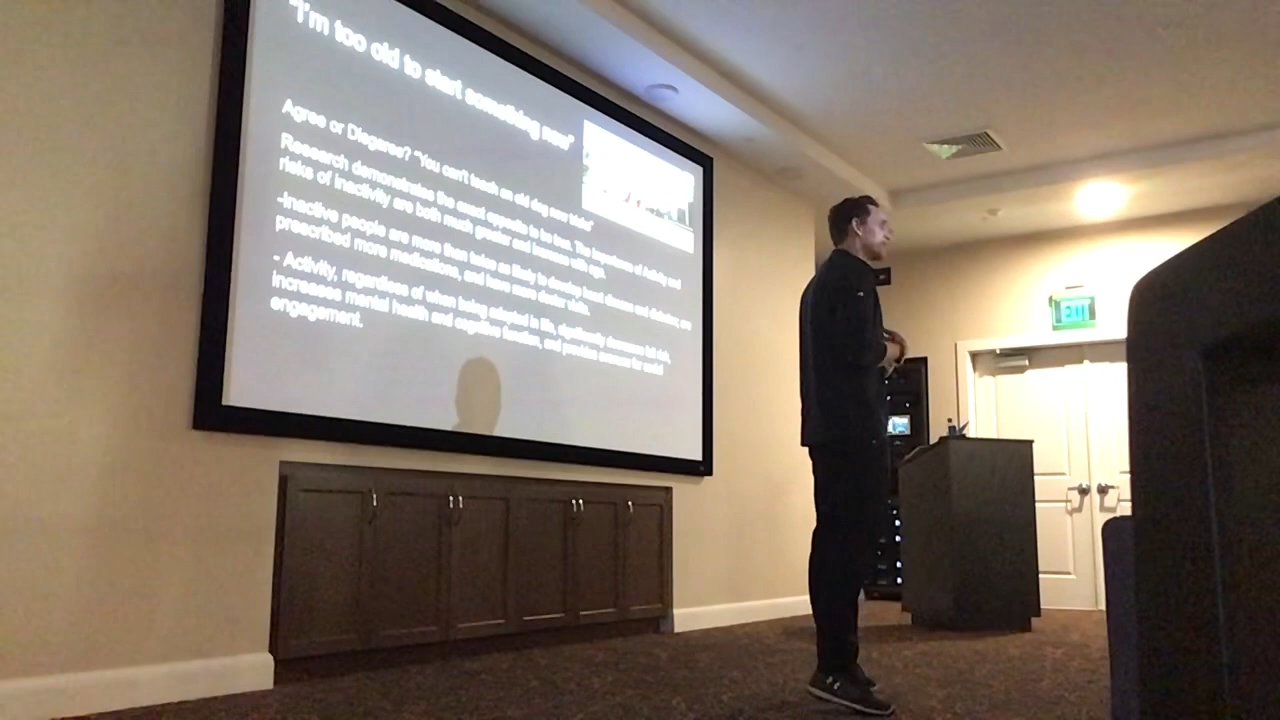 "I'm too old to start something new"
Agree or Disagree? "You can't teach an old dog new tricks"
Research demonstrates the exact opposite to be true. The importance of Activity and
risks of inactivity are both much greater and increase with age.
-Inactive people are more than twice as likely to develop heart disease and diabetes, are
prescribed more medications, and have more doctor visits.
- Activity, regardless of when being adopted in life, significantly decreases fall risk,
increases mental health and cognitive function, and provides avenues for social
engagement.
EXIT